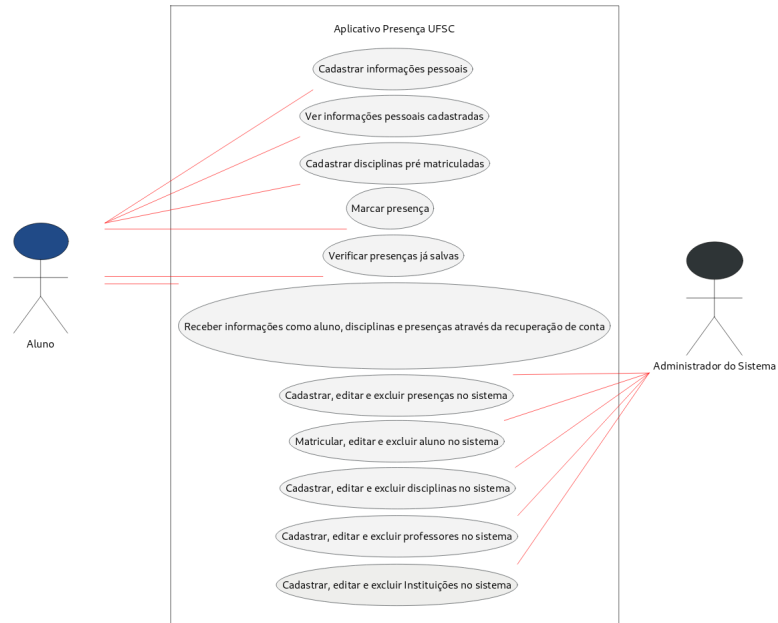 Aplicativo Presença UFSC
Cadastrar informações pessoais
Ver informações pessoais cadastradas
Cadastrar disciplinas pré matriculadas
Marcar presença
Verificar presenças já salvas
Receber informações como aluno, disciplinas e presenças através da recuperação de conta
Aluno
Administrador do Sistema
Cadastrar, editar e excluir presenças no sistema
Matricular, editar e excluir aluno no sistema
Cadastrar, editar e excluir disciplinas no sistema
Cadastrar, editar e excluir professores no sistema
Cadastrar, editar e excluir Instituições no sistema